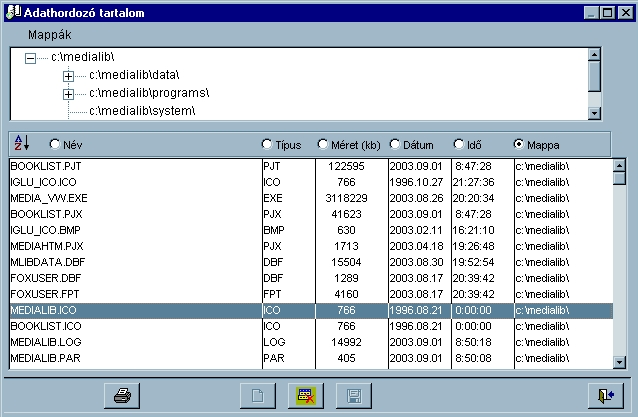 Adathordozó tartalom
Mappák
c:\medialib\
c:\medialib\data\
c:\medialib\programs\
c:\medialib\system\
A Z Név Típus Méret (kb) Dátum Idő Mappa
BOOKLIST.PJT PJT 122595 2003.09.01 8:47:28 c:\medialib\
IGLU_ICO.ICO ICO 766 1996.10.27 21:27:36 c:\medialib\
MEDIA_VW.EXE EXE 3118229 2003.08.26 20:20:34 c:\medialib\
BOOKLIST.PJX PJX 41623 2003.09.01 8:47:28 c:\medialib\
IGLU_ICO.BMP BMP 630 2003.02.11 16:21:10 c:\medialib\
MEDIAHTM.PJX PJX 1713 2003.04.18 19:26:48 c:\medialib\
MLIBDATA.DBF DBF 15504 2003.08.30 19:52:54 c:\medialib\
FOXUSER.DBF DBF 1289 2003.08.17 20:39:42 c:\medialib\
FOXUSER.FPT FPT 4160 2003.08.17 20:39:42 c:\medialib\
MEDIALIB.ICO ICO 766 1996.08.21 0:00:00 c:\medialib\
BOOKLIST.ICO ICO 766 1996.08.21 0:00:00 c:\medialib\
MEDIALIB.LOG LOG 14992 2003.09.01 8:50:18 c:\medialib\
MEDIALIB.PAR PAR 405 2003.09.01 8:50:08 c:\medialib\